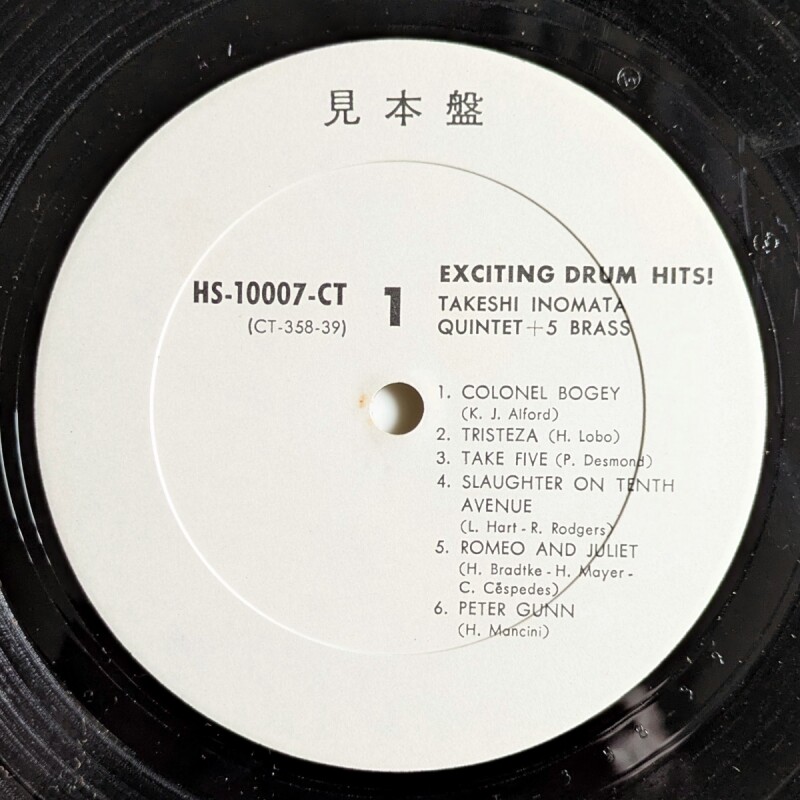 見本盤
HS-10007-CT
(CT-358-39)
1
EXCITING DRUM HITS!
TAKESHI INOMATA
QUINTET+5 BRASS
1. COLONEL BOGEY
(K. J. Alford)
2. TRISTEZA (H. Lobo)
3. TAKE FIVE (P. Desmond)
4. SLAUGHTER ON TENTH
AVENUE
(L. Hart - R. Rodgers)
5. ROMEO AND JULIET
(H. Bradtke - H. Mayer -
C. Cëspedes)
6. PETER GUNN
(H. Mancini)